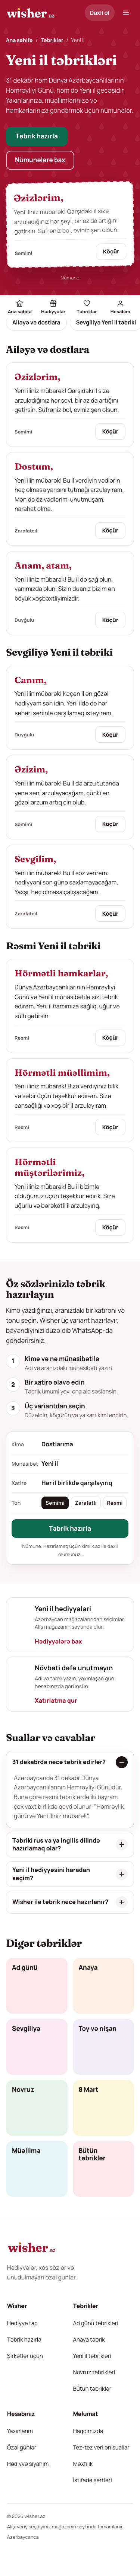 wisher.az
Daxil ol
Ana səhifə / Təbriklər / Yeni il
Yeni il təbrikləri
31 dekabr həm Dünya Azərbaycanlılarının
Həmrəyliyi Günü, həm də Yeni il gecəsidir.
Yaxınlarınıza, müəllimlərinizə və
həmkarlarınıza göndərməyə hazır nümunələr.
Təbrik hazırla
Nümunələrə bax
Əzizlərim,
Yeni iliniz mübarək! Qarşıdakı il sizə
arzuladığınız hər şeyi, bir az da artığını
gətirsin. Süfrəniz bol, eviniz şən olsun.
Səmimi
Köçür
Nümunə
Ana səhifə
Hədiyyələr
Təbriklər
Hesabım
Ailəyə və dostlara
Sevgiliyə Yeni il təbriki
Ailəyə və dostlara
Əzizlərim,
Yeni iliniz mübarək! Qarşıdakı il sizə
arzuladığınız hər şeyi, bir az da artığını
gətirsin. Süfrəniz bol, eviniz şən olsun.
Səmimi
Köçür
Dostum,
Yeni ilin mübarək! Bu il verdiyin vədlərin
heç olmasa yarısını tutmağı arzulayıram.
Mən də öz vədlərimi unutmuşam,
narahat olma.
Zarafatcıl
Köçür
Anam, atam,
Yeni iliniz mübarək! Bu il də sağ olun,
yanımızda olun. Sizin duanız bizim ən
böyük xoşbəxtliyimizdir.
Duyğulu
Köçür
Sevgiliyə Yeni il təbriki
Canım,
Yeni ilin mübarək! Keçən il ən gözəl
hədiyyəm sən idin. Yeni ildə də hər
səhəri səninlə qarşılamaq istəyirəm.
Duyğulu
Köçür
Əzizim,
Yeni ilin mübarək! Bu il də arzu tutanda
yenə səni arzulayacağam, çünki ən
gözəl arzum artıq çin olub.
Səmimi
Köçür
Sevgilim,
Yeni ilin mübarək! Bu il söz verirəm:
hədiyyəni son günə saxlamayacağam.
Yaxşı, heç olmasa çalışacağam.
Zarafatcıl
Köçür
Rəsmi Yeni il təbriki
Hörmətli həmkarlar,
Dünya Azərbaycanlılarının Həmrəyliyi
Günü və Yeni il münasibətilə sizi təbrik
edirəm. Yeni il hamımıza sağlıq, uğur və
sülh gətirsin.
Rəsmi
Köçür
Hörmətli müəllimim,
Yeni iliniz mübarək! Bizə verdiyiniz bilik
və səbir üçün təşəkkür edirəm. Sizə
cansağlığı və xoş bir il arzulayıram.
Rəsmi
Köçür
Hörmətli
müştərilərimiz,
Yeni iliniz mübarək! Bu il bizimlə
olduğunuz üçün təşəkkür edirik. Sizə
uğurlu və bərəkətli il arzulayırıq.
Rəsmi
Köçür
Öz sözlərinizlə təbrik
hazırlayın
Kimə yazdığınızı, aranızdakı bir xatirəni və
tonu seçin. Wisher üç variant hazırlayır,
bəyəndiyinizi düzəldib WhatsApp-da
göndərirsiniz.
1
Kimə və nə münasibətlə
Adı və aranızdakı münasibəti yazın.
2
Bir xatirə əlavə edin
Təbrik ümumi yox, ona aid səslənsin.
3
Üç variantdan seçin
Düzəldin, köçürün və ya kart kimi endirin.
Kimə
Dostlarıma
Münasibət
Yeni il
Xatirə
Hər il birlikdə qarşılayırıq
Ton
Səmimi
Zarafatlı
Rəsmi
Təbrik hazırla
Nümunə. Hazırlamaq üçün kimlik.az ilə daxil
olursunuz.
Yeni il hədiyyələri
Azərbaycan mağazalarından seçimlər.
Alış mağazanın öz saytındadır.
Hədiyyələrə bax
Növbəti dəfə unutmayın
Adı və tarixi yazın, yaxınlaşan gün
hesabınızda görünsün.
Xatırlatma qur
Suallar və cavablar
31 dekabrda necə təbrik edirlər?
Azərbaycanda 31 dekabr Dünya
Azərbaycanlılarının Həmrəyliyi Günüdür.
Buna görə də mətnlərdə iki bayram
çox vaxt birlikdə qeyd olunur: "Həmrəylik
günü və Yeni iliniz mübarək".
Təbriki rus və ya ingilis dilində
hazırlamaq olar?
Yeni il hədiyyəsini haradan
seçim?
Wisher ilə təbrik necə hazırlanır?
Digər təbriklər
Ad günü
Anaya
Sevgiliyə
Toy və nişan
Novruz
8 Mart
Müəllimə
Bütün
təbriklər
wisher.az
Hədiyyələr, xoş sözlər və
unudulmayan özəl günlər.
Wisher
Hədiyyə tap
Təbrik hazırla
Şirkətlər üçün
Təbriklər
Ad günü təbrikləri
Anaya təbrik
Yeni il təbrikləri
Novruz təbrikləri
Bütün təbriklər
Hesabınız
Yaxınlarım
Özəl günlər
Hədiyyə siyahım
Məlumat
Haqqımızda
Tez-tez verilən suallar
Məxfilik
İstifadə şərtləri
© 2026 wisher.az
Alış-veriş seçdiyiniz mağazanın saytında tamamlanır.
Azərbaycanca